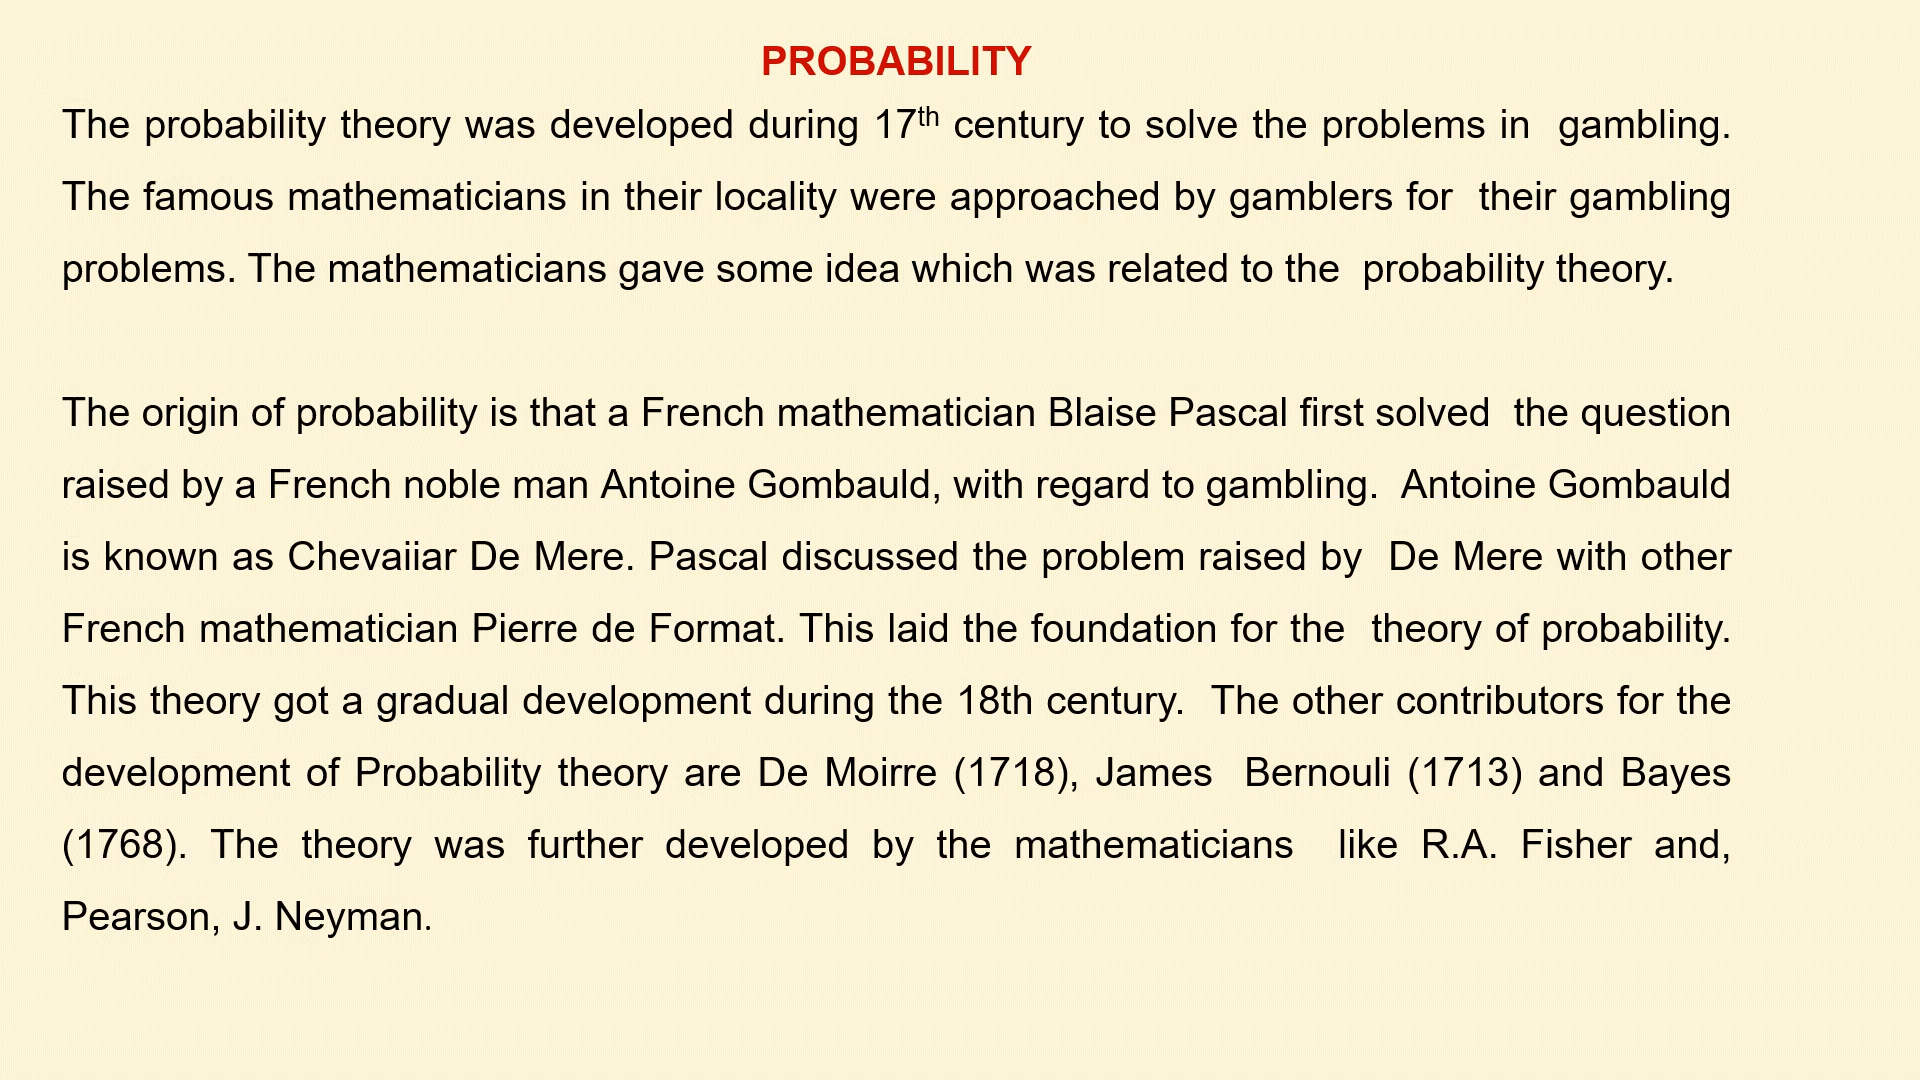 PROBABILITY
The probability theory was developed during 17th century to solve the problems in gambling.
The famous mathematicians in their locality were approached by gamblers for their gambling
problems. The mathematicians gave some idea which was related to the probability theory.
The origin of probability is that a French mathematician Blaise Pascal first solved the question
raised by a French noble man Antoine Gombauld, with regard to gambling. Antoine Gombauld
is known as Chevaiiar De Mere. Pascal discussed the problem raised by De Mere with other
French mathematician Pierre de Format. This laid the foundation for the theory of probability.
This theory got a gradual development during the 18th century. The other contributors for the
development of Probability theory are De Moirre (1718), James Bernouli (1713) and Bayes
(1768). The theory was further developed by the mathematicians like R.A. Fisher and,
Pearson, J. Neyman.